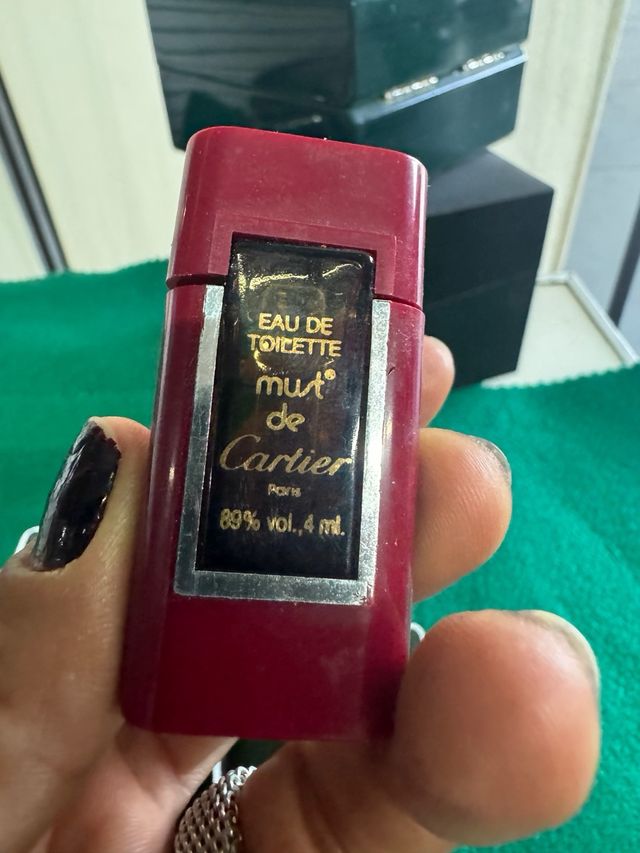 EAU DE
TOILETTE
must®
de
Cartier
Paris
89% vol., 4 ml.